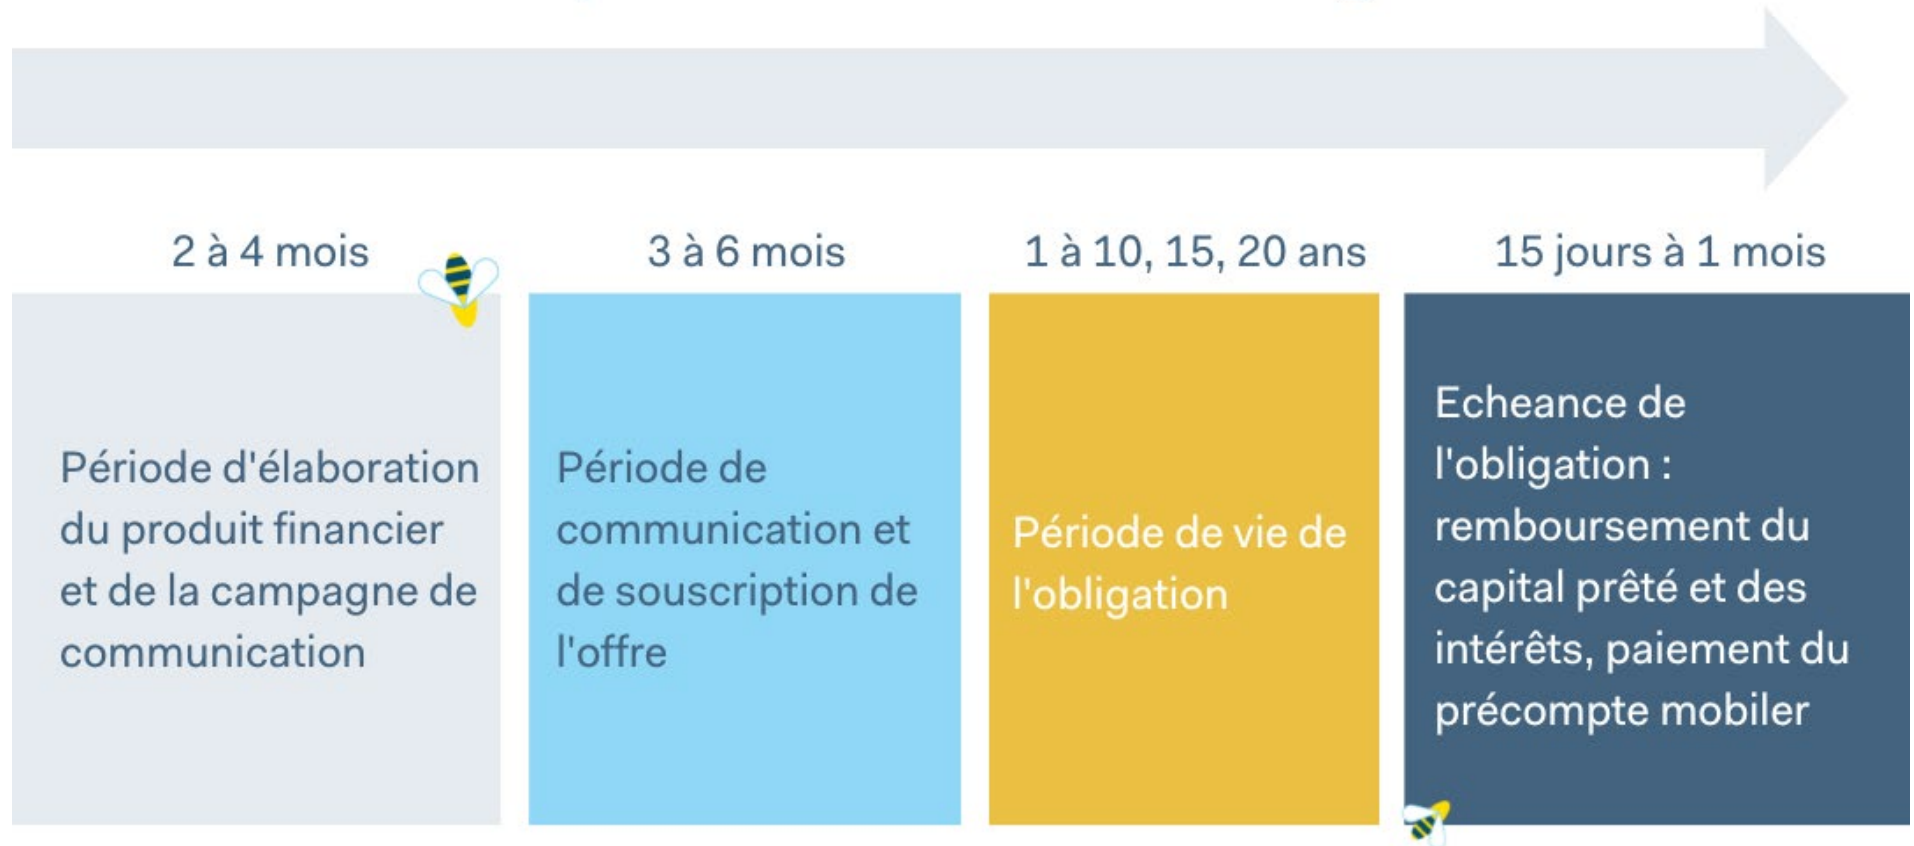 2 à 4 mois
3 à 6 mois
1 à 10, 15, 20 ans
15 jours à 1 mois
Période d'élaboration
du produit financier
et de la campagne de
communication
Période de
communication et
de souscription de
l'offre
Période de vie de
l'obligation
Echeance de
l'obligation :
remboursement du
capital prêté et des
intérêts, paiement du
précompte mobiler